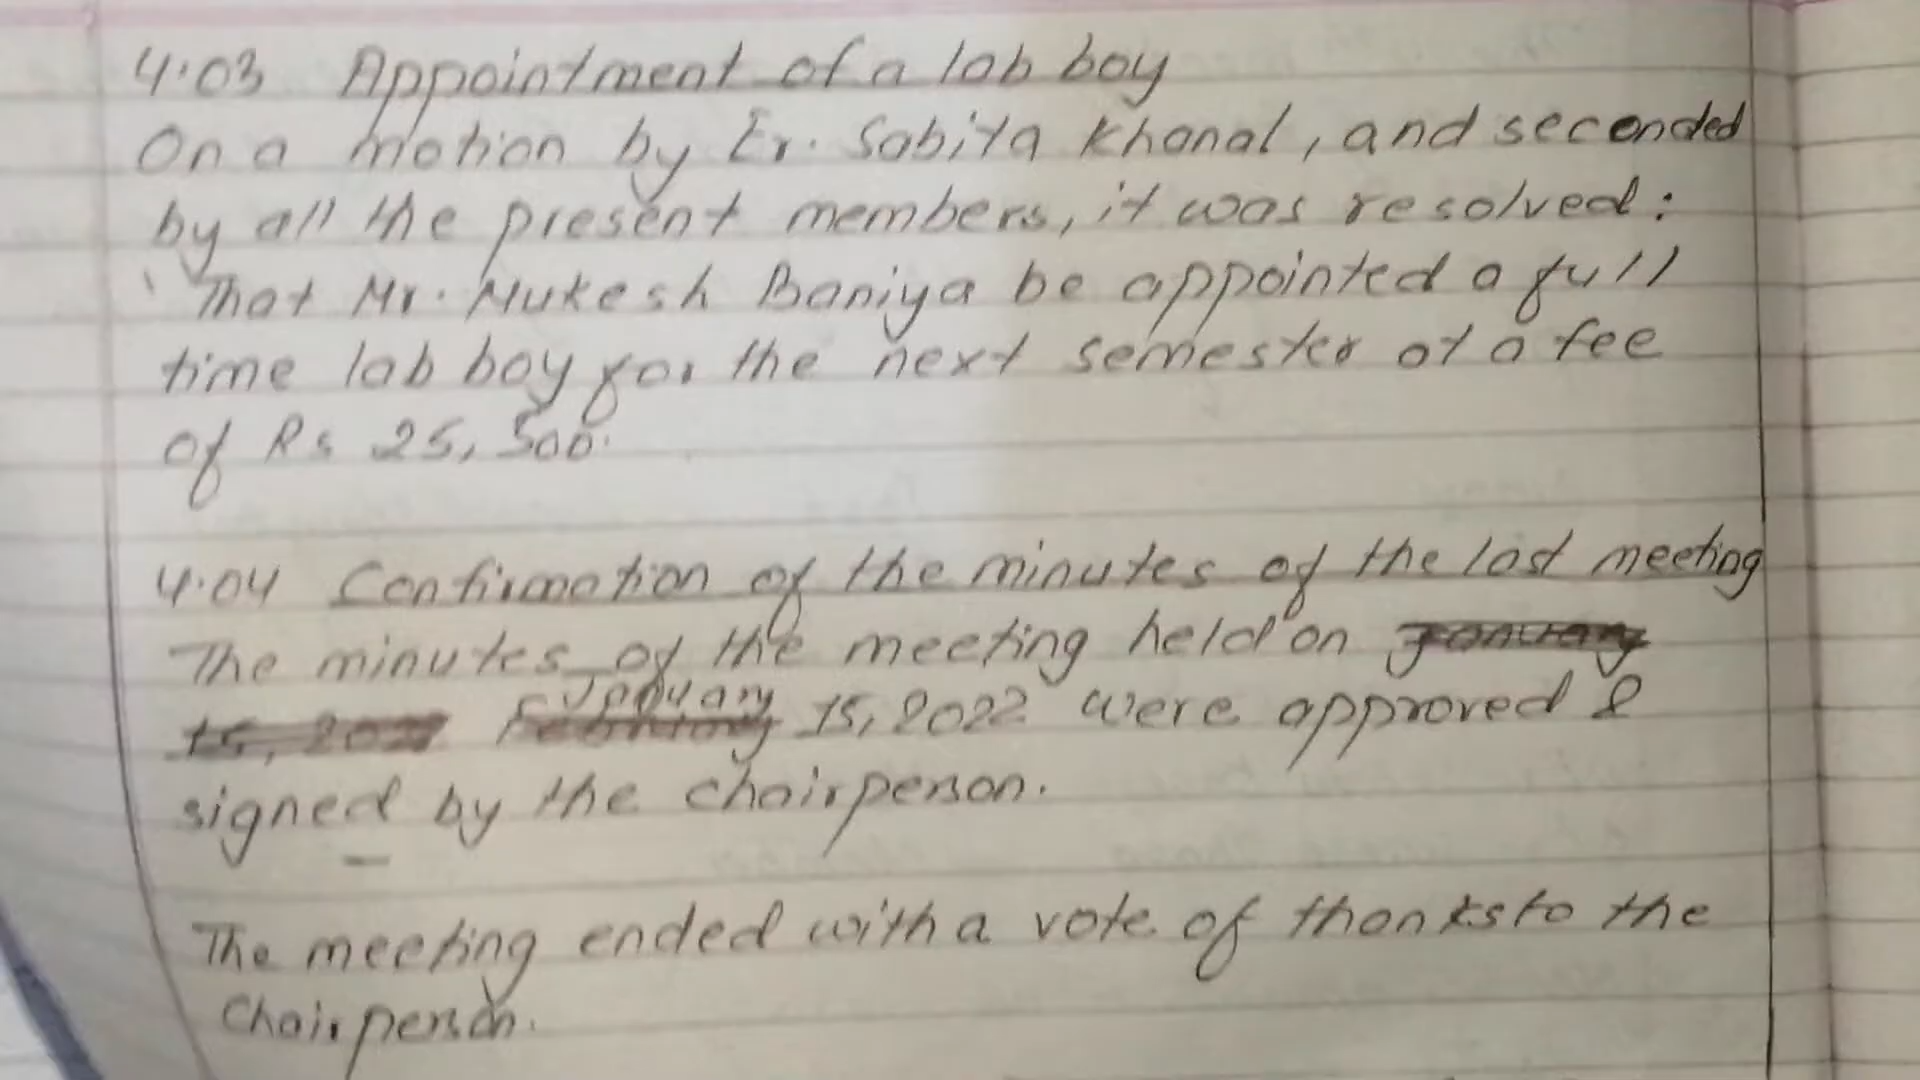 4.03 Appointment of a lab boy
On a motion by Er. Sabita Khanal, and seconded
by all the present members, it was resolved:
'That Mr. Mukesh Baniya be appointed a full
time lab boy for the next semester at a fee
of Rs 25,500.
4.04 Confirmation of the minutes of the last meeting
The minutes of the meeting held on
January 15, 2022 were approved &
signed by the chairperson.
The meeting ended with a vote of thanks to the
Chairperson.